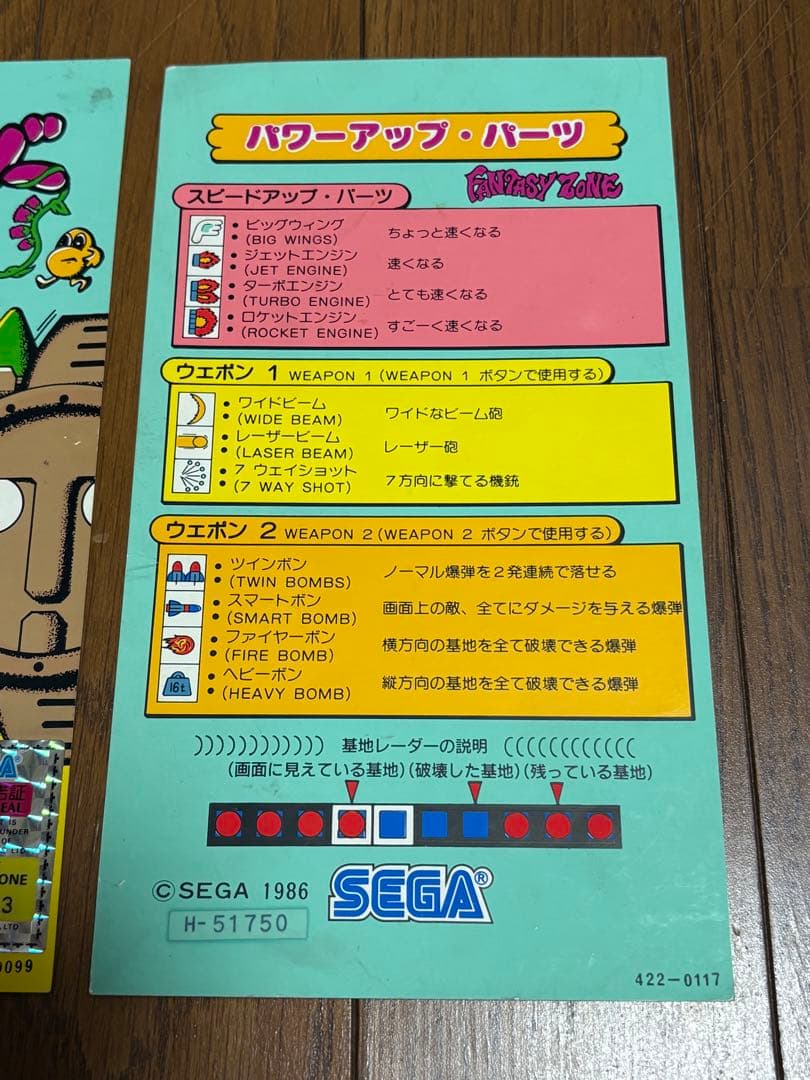 パワーアップ・パーツ
FANTASY ZONE
スピードアップ・パーツ
・ビッグウィング
・(BIG WINGS) ちょっと速くなる
・ジェットエンジン
・(JET ENGINE) 速くなる
・ターボエンジン
・(TURBO ENGINE) とても速くなる
・ロケットエンジン
・(ROCKET ENGINE) すごーく速くなる
ウェポン 1 WEAPON 1 (WEAPON 1 ボタンで使用する)
・ワイドビーム
・(WIDE BEAM) ワイドなビーム砲
・レーザービーム
・(LASER BEAM) レーザー砲
・7 ウェイショット
・(7 WAY SHOT) 7方向に撃てる機銃
ウェポン 2 WEAPON 2 (WEAPON 2 ボタンで使用する)
・ツインボン
・(TWIN BOMBS) ノーマル爆弾を2発連続で落せる
・スマートボン
・(SMART BOMB) 画面上の敵、全てにダメージを与える爆弾
・ファイヤーボン
・(FIRE BOMB) 横方向の基地を全て破壊できる爆弾
16t
・ヘビーボン
・(HEAVY BOMB) 縦方向の基地を全て破壊できる爆弾
))))))))))))) 基地レーダーの説明 (((((((((((((
(画面に見えている基地)(破壊した基地)(残っている基地)
©SEGA 1986 SEGA®
H-51750
422-0117
ド
証
EAL
UNDER
OF
ONE
3
LTD
9099